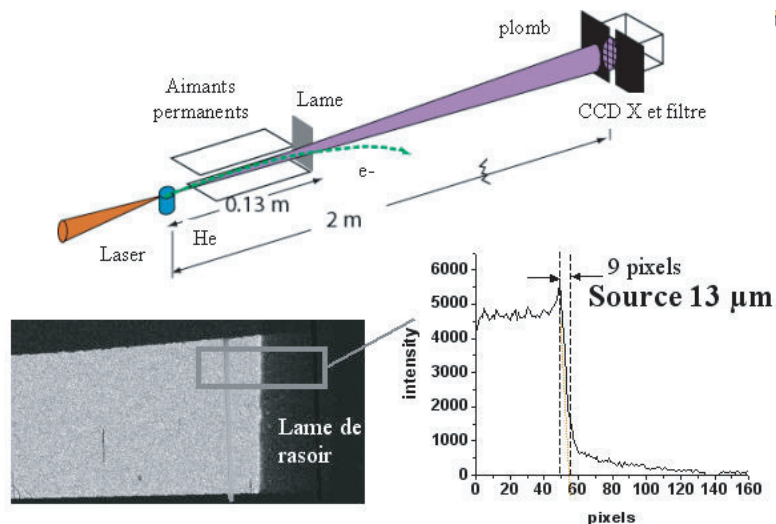 plomb
i
Aimants
permanents
Lame
CCD X et filtre
e-
0.13 m
2 m
Laser
He
9 pixels
Source 13 µm
6000
5000
4000
3000
2000
1000
0
intensity
0 20 40 60 80 100 120 140 160
pixels
Lame de
rasoir